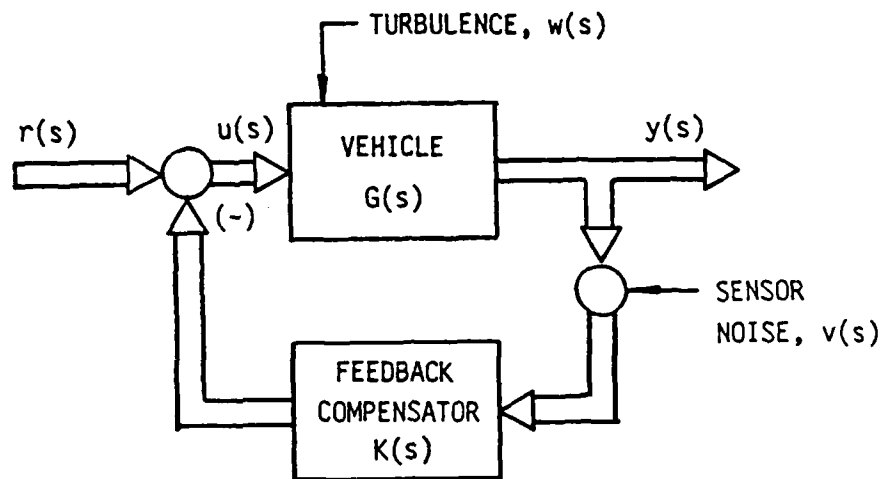 TURBULENCE, w(s)
r(s)
u(s)
VEHICLE
G(s)
y(s)
(-)
SENSOR
NOISE, v(s)
FEEDBACK
COMPENSATOR
K(s)